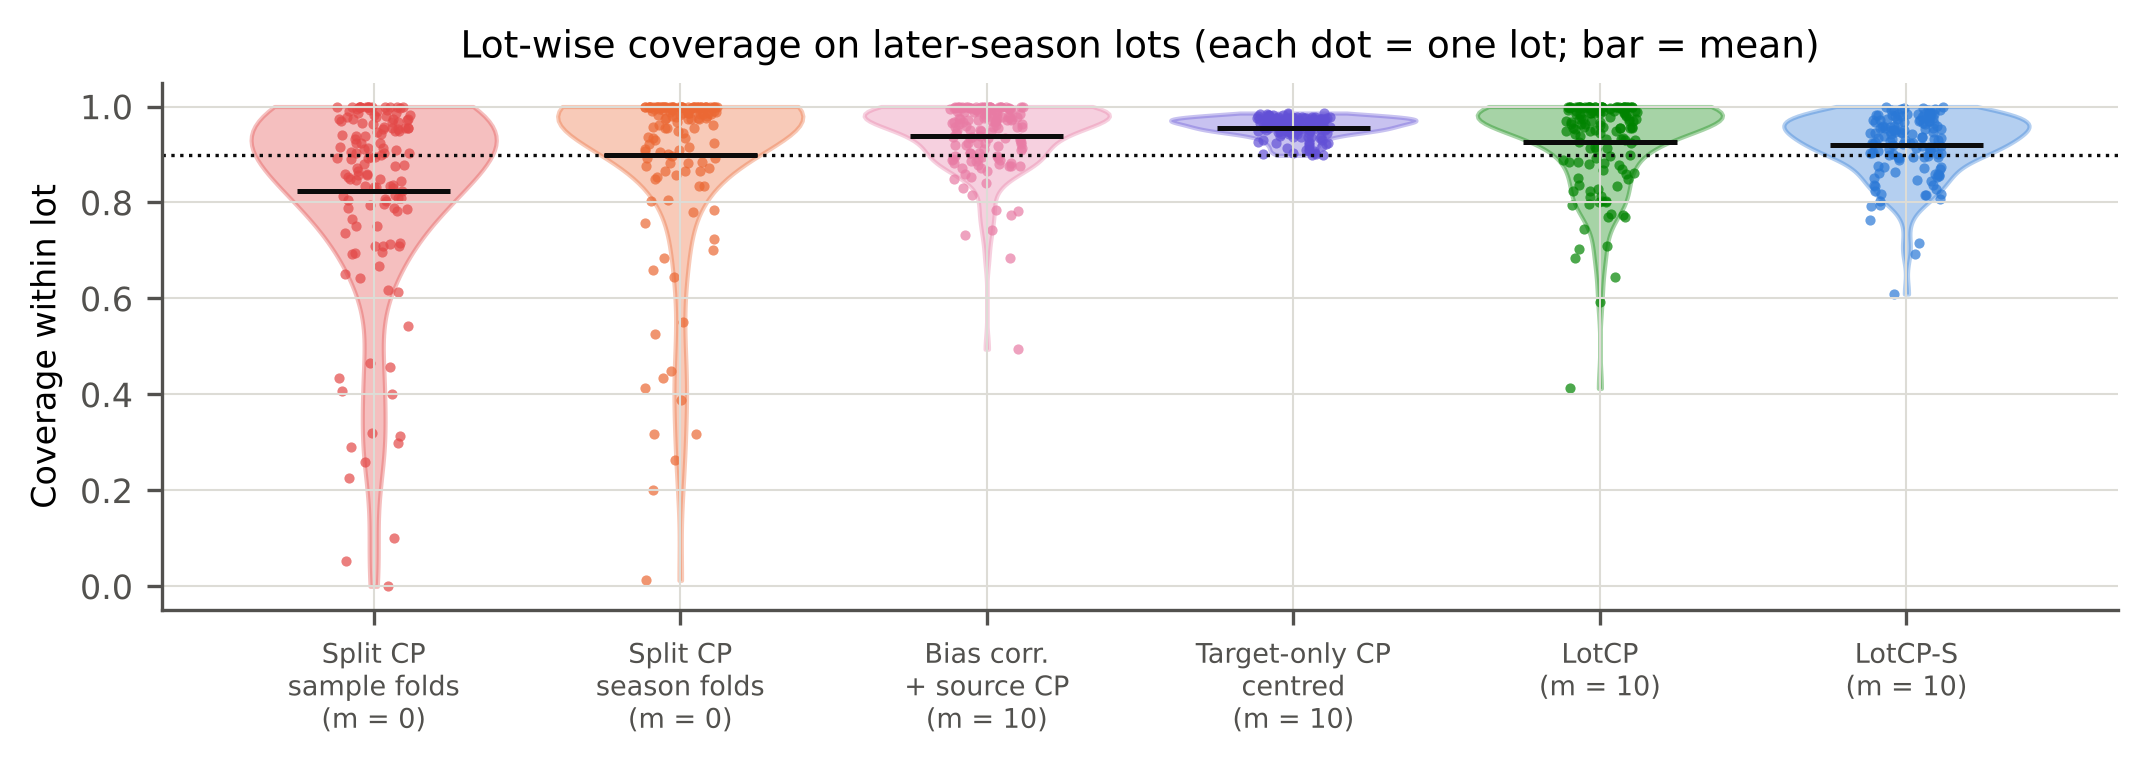 Lot-wise coverage on later-season lots (each dot = one lot; bar = mean)
Coverage within lot
1.0
0.8
0.6
0.4
0.2
0.0
Split CP
sample folds
(m = 0)
Split CP
season folds
(m = 0)
Bias corr.
+ source CP
(m = 10)
Target-only CP
centred
(m = 10)
LotCP
(m = 10)
LotCP-S
(m = 10)